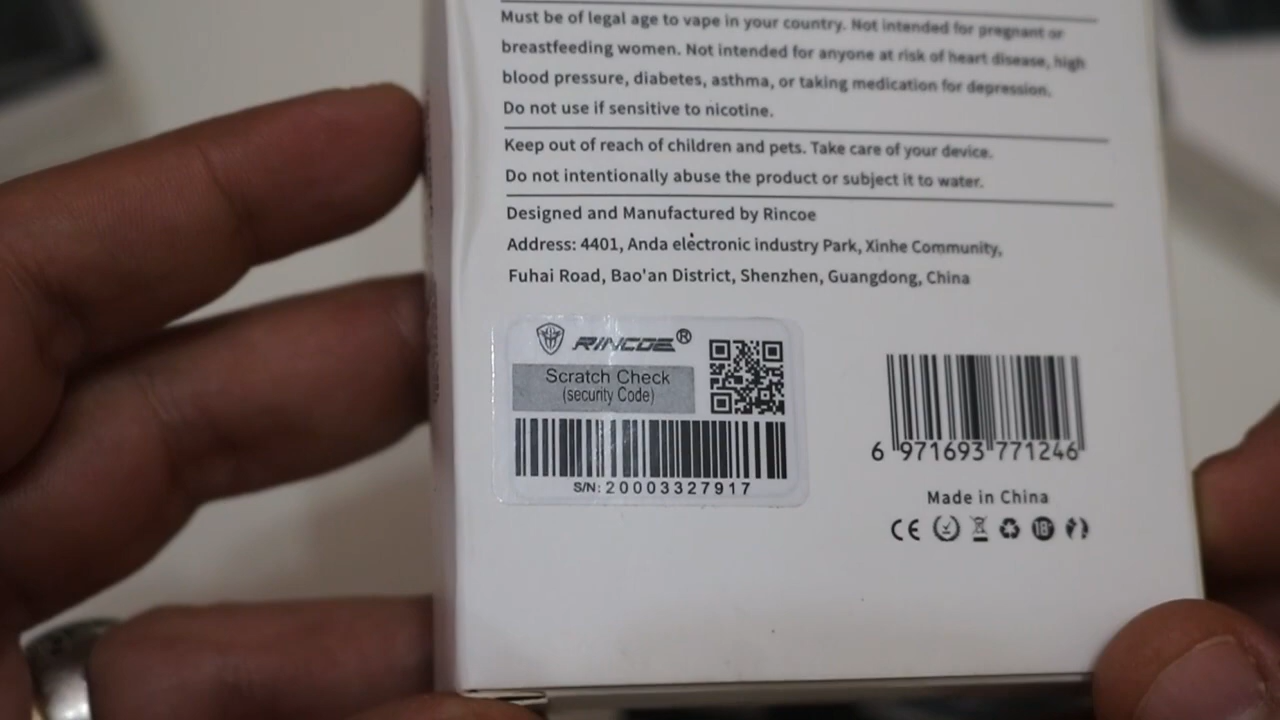 Must be of legal age to vape in your country. Not intended for pregnant or
breastfeeding women. Not intended for anyone at risk of heart disease, high
blood pressure, diabetes, asthma, or taking medication for depression.
Do not use if sensitive to nicotine.
Keep out of reach of children and pets. Take care of your device.
Do not intentionally abuse the product or subject it to water.
Designed and Manufactured by Rincoe
Address: 4401, Anda electronic industry Park, Xinhe Community,
Fuhai Road, Bao'an District, Shenzhen, Guangdong, China
RINCOE®
Scratch Check
(security Code)
S/N: 20003327917
6 971693 771246
Made in China
CE
18+